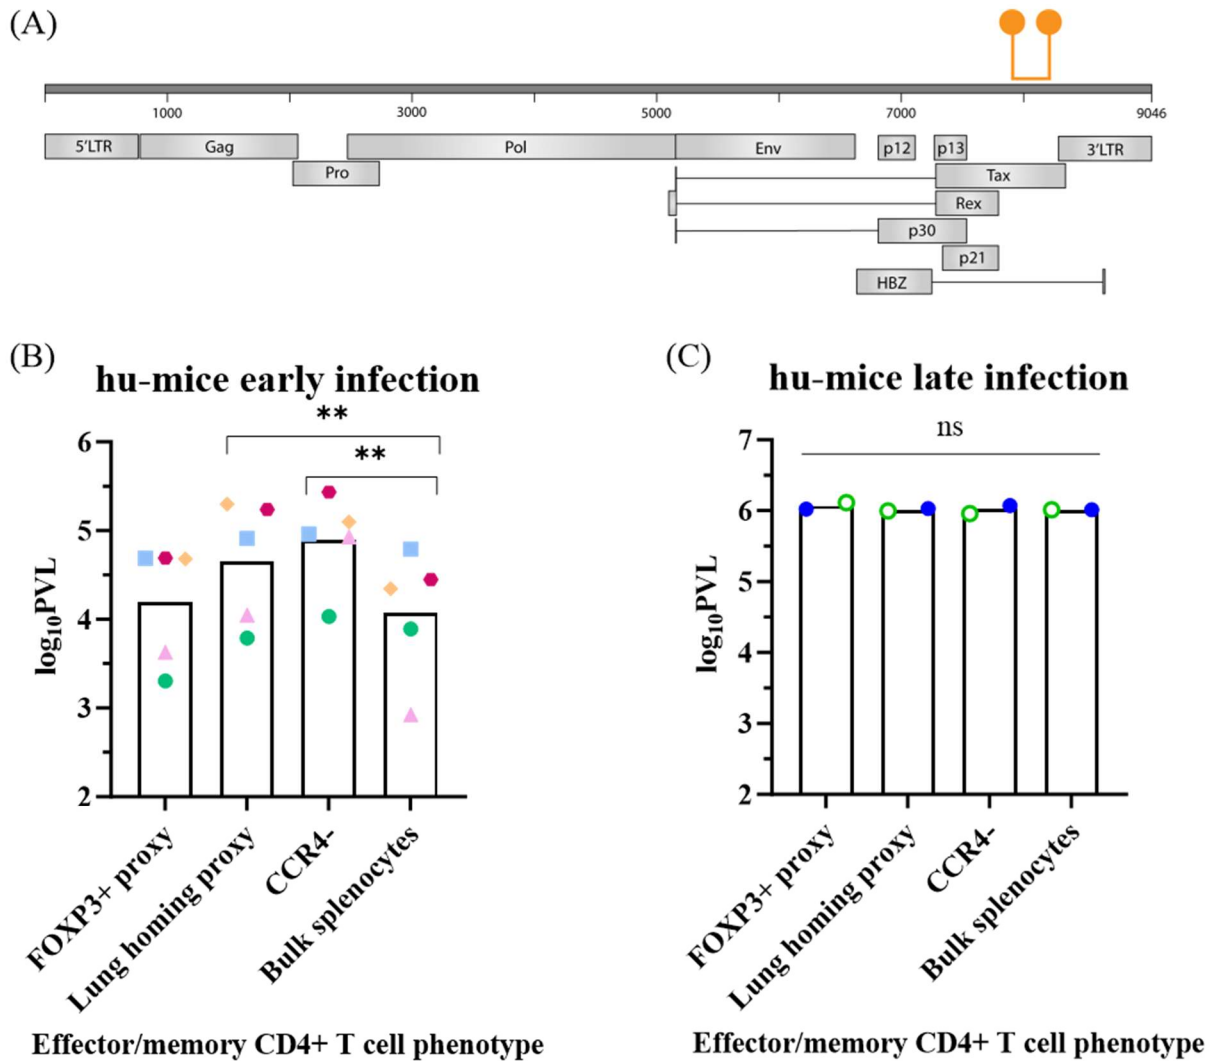 (A)
1000 3000 5000 7000 9046
5'LTR Gag Pol Env p12 p13 3'LTR
Pro Tax
Rex
p30
p21
HBZ
(B)
hu-mice early infection
**
**
6
5
4
3
2
log10PVL
FOXP3+ proxy
Lung homing proxy
CCR4-
Bulk splenocytes
Effector/memory CD4+ T cell phenotype
(C)
hu-mice late infection
ns
7
6
5
4
3
2
log10PVL
FOXP3+ proxy
Lung homing proxy
CCR4-
Bulk splenocytes
Effector/memory CD4+ T cell phenotype